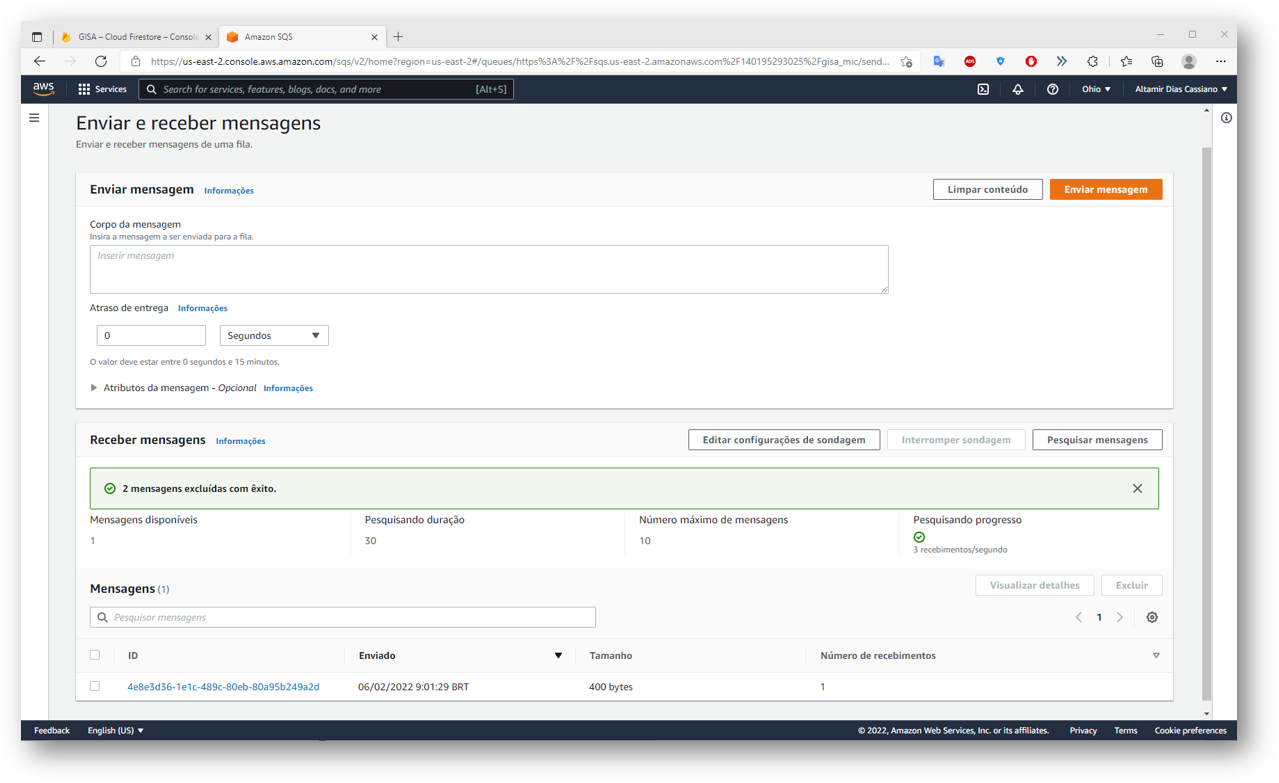 GISA – Cloud Firestore – Console
Amazon SQS
https://us-east-2.console.aws.amazon.com/sqs/v2/home?region=us-east-2#/queues/https%3A%2F%2Fsqs.us-east-2.amazonaws.com%2F140195293025%2Fgisa_mic/send...
aws
Services
Search for services, features, blogs, docs, and more
[Alt+S]
Ohio
Altamir Dias Cassiano
Enviar e receber mensagens
Enviar e receber mensagens de uma fila.
Enviar mensagem Informações
Limpar conteúdo
Enviar mensagem
Corpo da mensagem
Insira a mensagem a ser enviada para a fila.
Inserir mensagem
Atraso de entrega Informações
0 Segundos
O valor deve estar entre 0 segundos e 15 minutos.
Atributos da mensagem - Opcional Informações
Receber mensagens Informações
Editar configurações de sondagem
Interromper sondagem
Pesquisar mensagens
2 mensagens excluídas com êxito.
Mensagens disponíveis
1
Pesquisando duração
30
Número máximo de mensagens
10
Pesquisando progresso
3 recebimentos/segundo
Mensagens (1)
Visualizar detalhes
Excluir
Pesquisar mensagens
1
ID Enviado Tamanho Número de recebimentos
4e8e3d36-1e1c-489c-80eb-80a95b249a2d 06/02/2022 9:01:29 BRT 400 bytes 1
Feedback English (US) © 2022, Amazon Web Services, Inc. or its affiliates. Privacy Terms Cookie preferences